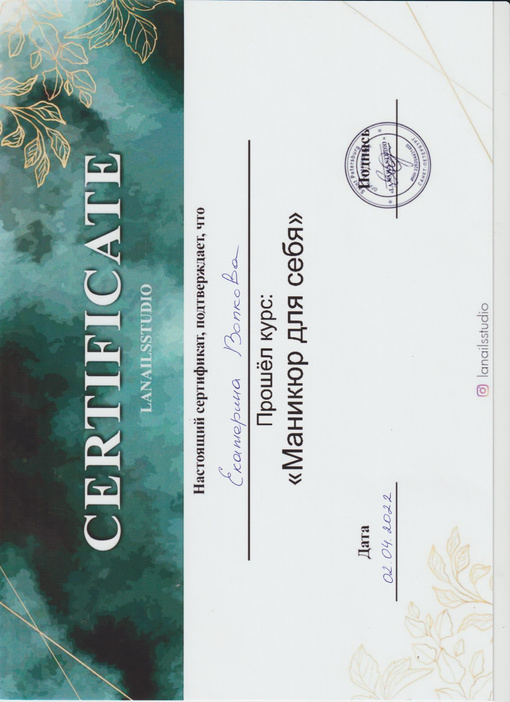 CERTIFICATE
LANAILSSTUDIO
Настоящий сертификат, подтверждает, что
Екатерина Волкова
Прошёл курс:
«Маникюр для себя»
Дата
02.04.2022
Подпись
lanailsstudio